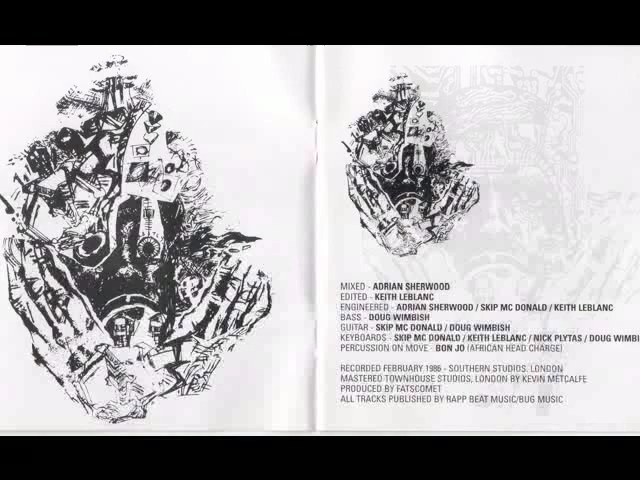 MIXED - ADRIAN SHERWOOD
EDITED - KEITH LEBLANC
ENGINEERED - ADRIAN SHERWOOD / SKIP MC DONALD / KEITH LEBLANC
BASS - DOUG WIMBISH
GUITAR - SKIP MC DONALD / DOUG WIMBISH
KEYBOARDS - SKIP MC DONALD / KEITH LEBLANC / NICK PLYTAS / DOUG WIMBI
PERCUSSION ON MOVE - BON JO (AFRICAN HEAD CHARGE)
RECORDED FEBRUARY 1986 - SOUTHERN STUDIOS, LONDON
MASTERED TOWNHOUSE STUDIOS, LONDON BY KEVIN METCALFE
PRODUCED BY FATSCOMET
ALL TRACKS PUBLISHED BY RAPP BEAT MUSIC/BUG MUSIC